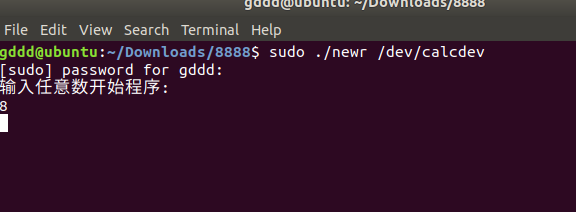 gddd@ubuntu: ~/Downloads/8888
File Edit View Search Terminal Help
gddd@ubuntu:~/Downloads/8888$ sudo ./newr /dev/calcdev
[sudo] password for gddd:
输入任意数开始程序:
8